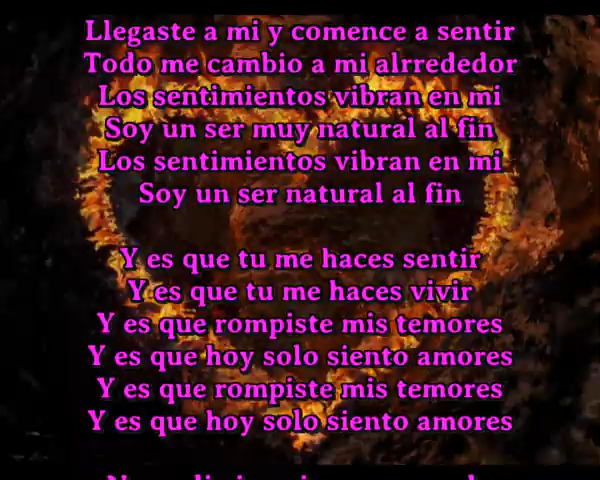 Llegaste a mi y comence a sentir
Todo me cambio a mi alrrededor
Los sentimientos vibran en mi
Soy un ser muy natural al fin
Los sentimientos vibran en mi
Soy un ser natural al fin
Y es que tu me haces sentir
Y es que tu me haces vivir
Y es que rompiste mis temores
Y es que hoy solo siento amores
Y es que rompiste mis temores
Y es que hoy solo siento amores